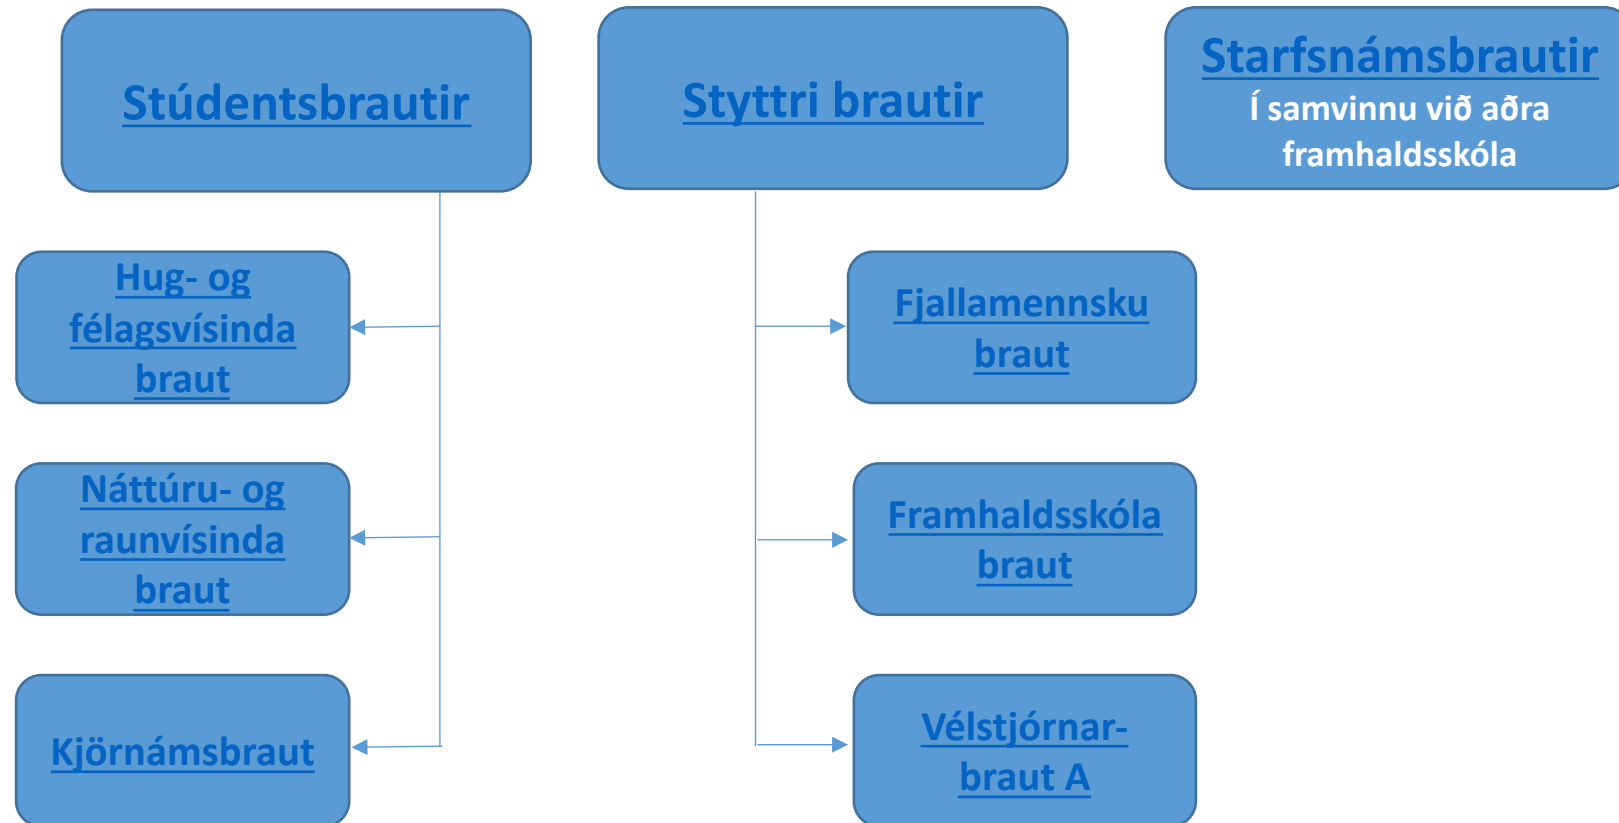 Stúdentsbrautir
Styttri brautir
Starfsnámsbrautir
Í samvinnu við aðra
framhaldsskóla
Hug- og
félagsvísinda
braut
Fjallamennsku
braut
Náttúru- og
raunvísinda
braut
Framhaldsskóla
braut
Kjörnámsbraut
Vélstjórnar-
braut A